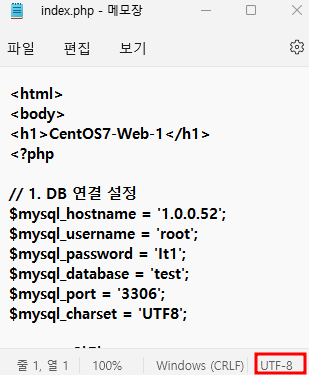 index.php - 메모장
파일 편집 보기
<html>
<body>
<h1>CentOS7-Web-1</h1>
<?php
// 1. DB 연결 설정
$mysql_hostname = '1.0.0.52';
$mysql_username = 'root';
$mysql_password = 'It1';
$mysql_database = 'test';
$mysql_port = '3306';
$mysql_charset = 'UTF8';
줄 1, 열 1 100% Windows (CRLF) UTF-8